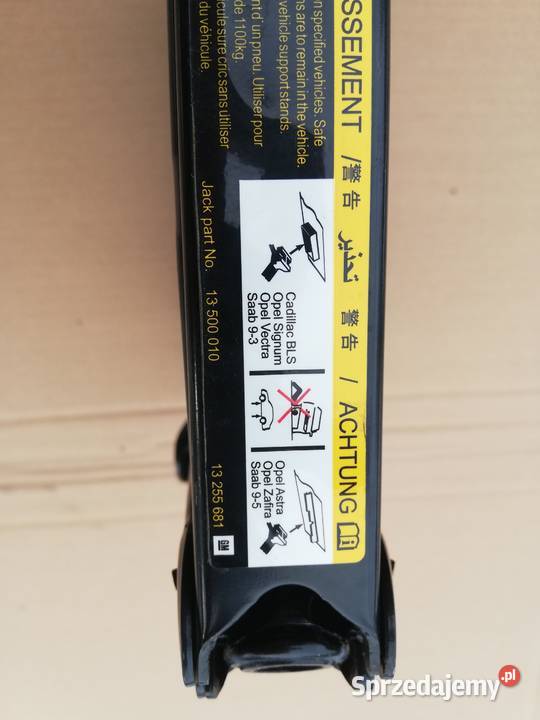 SSEMENT / 警告 تحذير 警告 / ACHTUNG
n specified vehicles. Safe
ns are to remain in the vehicle.
vehicle support stands.
nt d' un pneu. Utiliser pour
de 1100kg.
icule sure cric sans utiliser
du véhicule.
Cadillac BLS
Opel Signum
Opel Vectra
Saab 9-3
Opel Astra
Opel Zafira
Saab 9-5
Jack part No. 13 500 010
13 255 681
GM
Sprzedajemy.pl